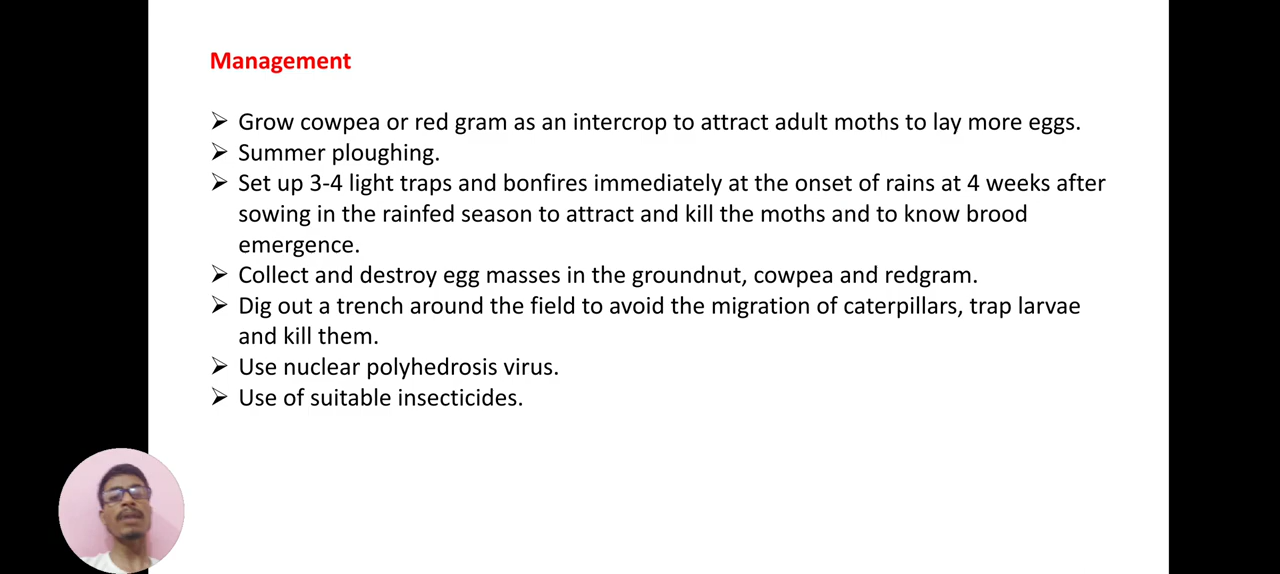 Management
➢ Grow cowpea or red gram as an intercrop to attract adult moths to lay more eggs.
➢ Summer ploughing.
➢ Set up 3-4 light traps and bonfires immediately at the onset of rains at 4 weeks after
sowing in the rainfed season to attract and kill the moths and to know brood
emergence.
➢ Collect and destroy egg masses in the groundnut, cowpea and redgram.
➢ Dig out a trench around the field to avoid the migration of caterpillars, trap larvae
and kill them.
➢ Use nuclear polyhedrosis virus.
➢ Use of suitable insecticides.